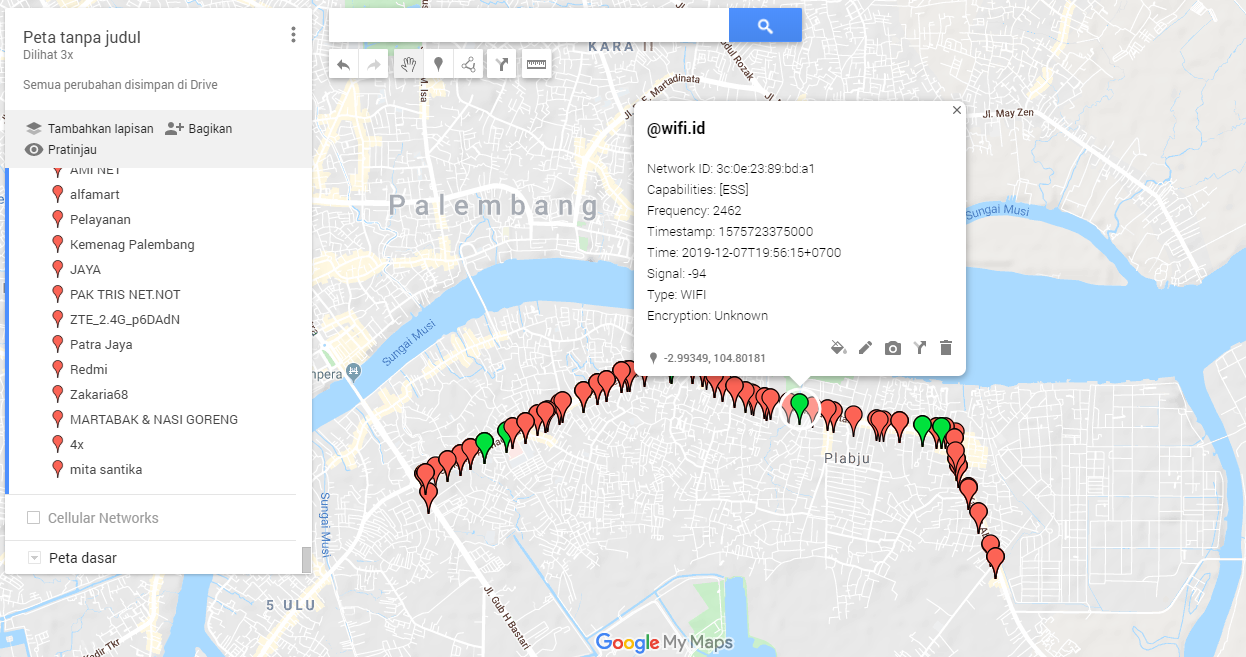 Peta tanpa judul
Dilihat 3x
Semua perubahan disimpan di Drive
Tambahkan lapisan
Bagikan
Pratinjau
AMI NET
alfamart
Pelayanan
Kemenag Palembang
JAYA
PAK TRIS NET.NOT
ZTE_2.4G_p6DAdN
Patra Jaya
Redmi
Zakaria68
MARTABAK & NASI GORENG
4x
mita santika
Cellular Networks
Peta dasar
KARA II
Jl. May Zen
Palembang
Sungai Musi
@wifi.id
Network ID: 3c:0e:23:89:bd:a1
Capabilities: [ESS]
Frequency: 2462
Timestamp: 1575723375000
Time: 2019-12-07T19:56:15+0700
Signal: -94
Type: WIFI
Encryption: Unknown
-2.99349, 104.80181
Sungai Musi
Plabju
Sungai Musi
5 ULU
Jl. Gub H Bastari
Google My Maps